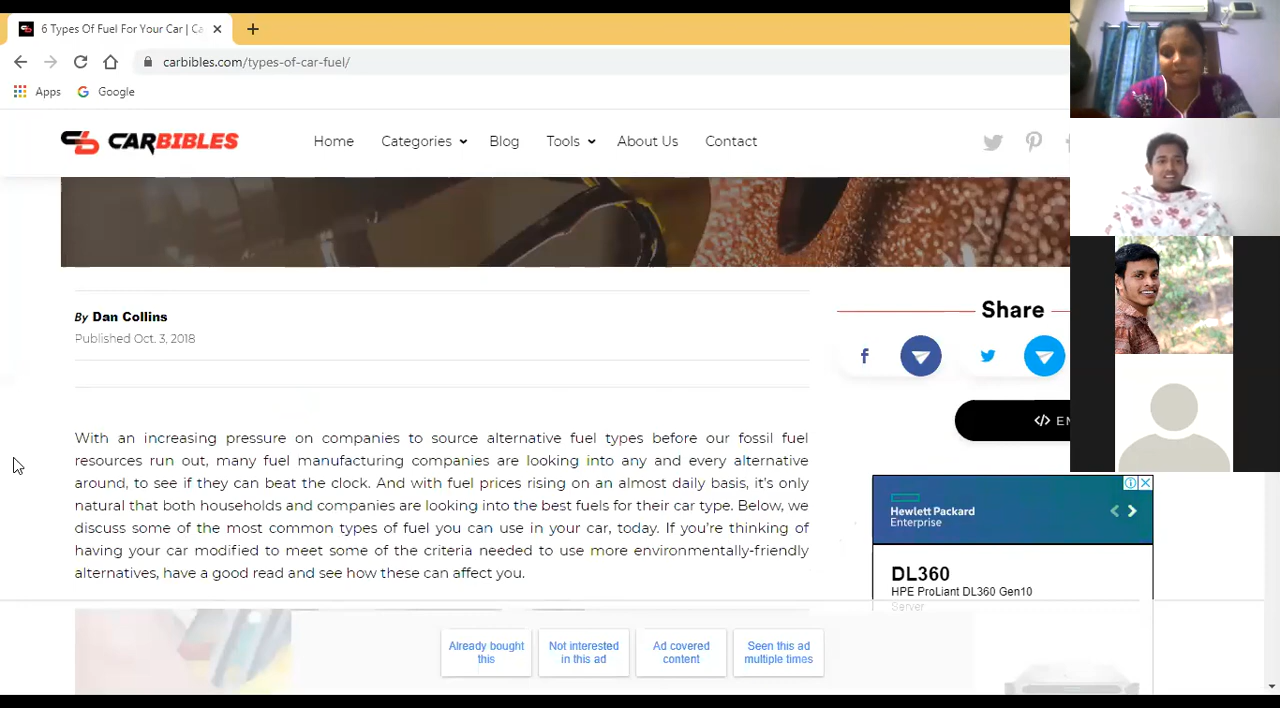 6 Types Of Fuel For Your Car | Ca
carbibles.com/types-of-car-fuel/
Apps
Google
CARBIBLES
Home
Categories
Blog
Tools
About Us
Contact
By Dan Collins
Published Oct. 3, 2018
Share
</> EM
With an increasing pressure on companies to source alternative fuel types before our fossil fuel
resources run out, many fuel manufacturing companies are looking into any and every alternative
around, to see if they can beat the clock. And with fuel prices rising on an almost daily basis, it's only
natural that both households and companies are looking into the best fuels for their car type. Below, we
discuss some of the most common types of fuel you can use in your car, today. If you're thinking of
having your car modified to meet some of the criteria needed to use more environmentally-friendly
alternatives, have a good read and see how these can affect you.
Hewlett Packard
Enterprise
DL360
HPE ProLiant DL360 Gen10
Server
Already bought
this
Not interested
in this ad
Ad covered
content
Seen this ad
multiple times